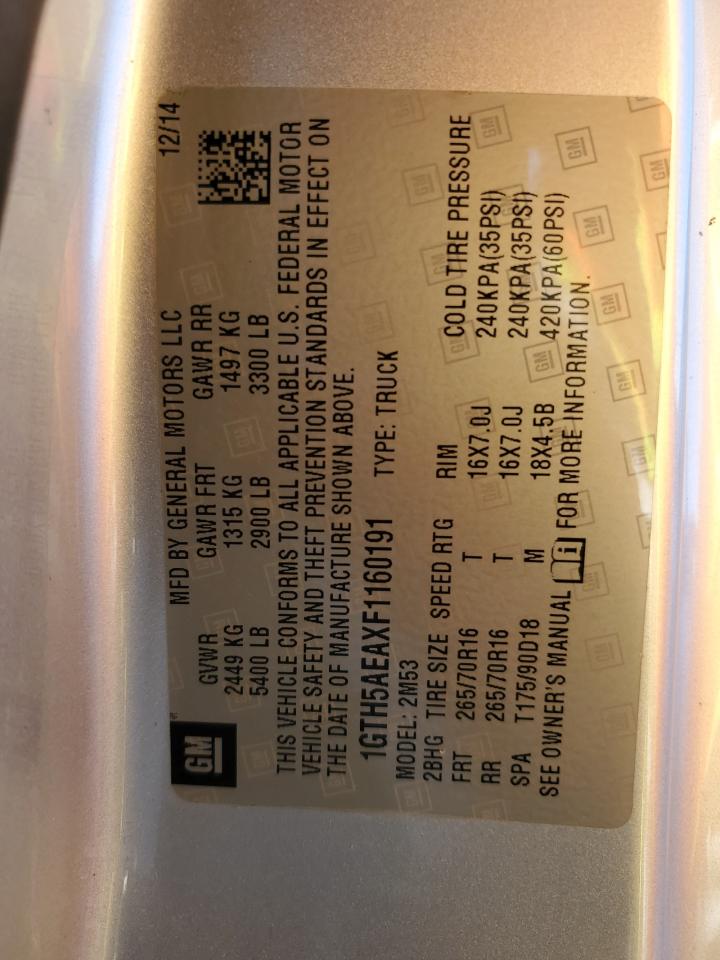 GM
MFD BY GENERAL MOTORS LLC 12/14
GVWR GAWR FRT GAWR RR
2449 KG 1315 KG 1497 KG
5400 LB 2900 LB 3300 LB
THIS VEHICLE CONFORMS TO ALL APPLICABLE U.S. FEDERAL MOTOR
VEHICLE SAFETY AND THEFT PREVENTION STANDARDS IN EFFECT ON
THE DATE OF MANUFACTURE SHOWN ABOVE.
1GTH5AEAXF1160191 TYPE: TRUCK
MODEL: 2M53
2BHG TIRE SIZE SPEED RTG RIM COLD TIRE PRESSURE
FRT 265/70R16 T 16X7.0J 240KPA(35PSI)
RR 265/70R16 T 16X7.0J 240KPA(35PSI)
SPA T175/90D18 M 18X4.5B 420KPA(60PSI)
SEE OWNER'S MANUAL i FOR MORE INFORMATION.